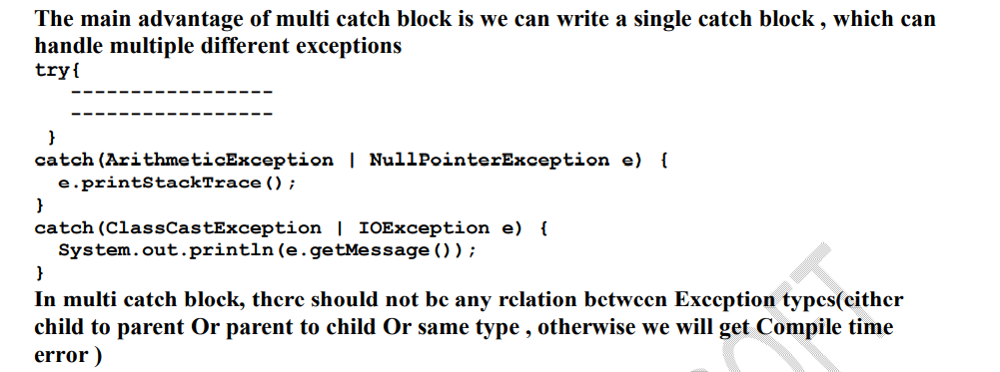 The main advantage of multi catch block is we can write a single catch block , which can
handle multiple different exceptions
try{
-----------------
-----------------
}
catch(ArithmeticException | NullPointerException e) {
e.printStackTrace();
}
catch(ClassCastException | IOException e) {
System.out.println(e.getMessage());
}
In multi catch block, there should not be any relation between Exception types(either
child to parent Or parent to child Or same type , otherwise we will get Compile time
error )